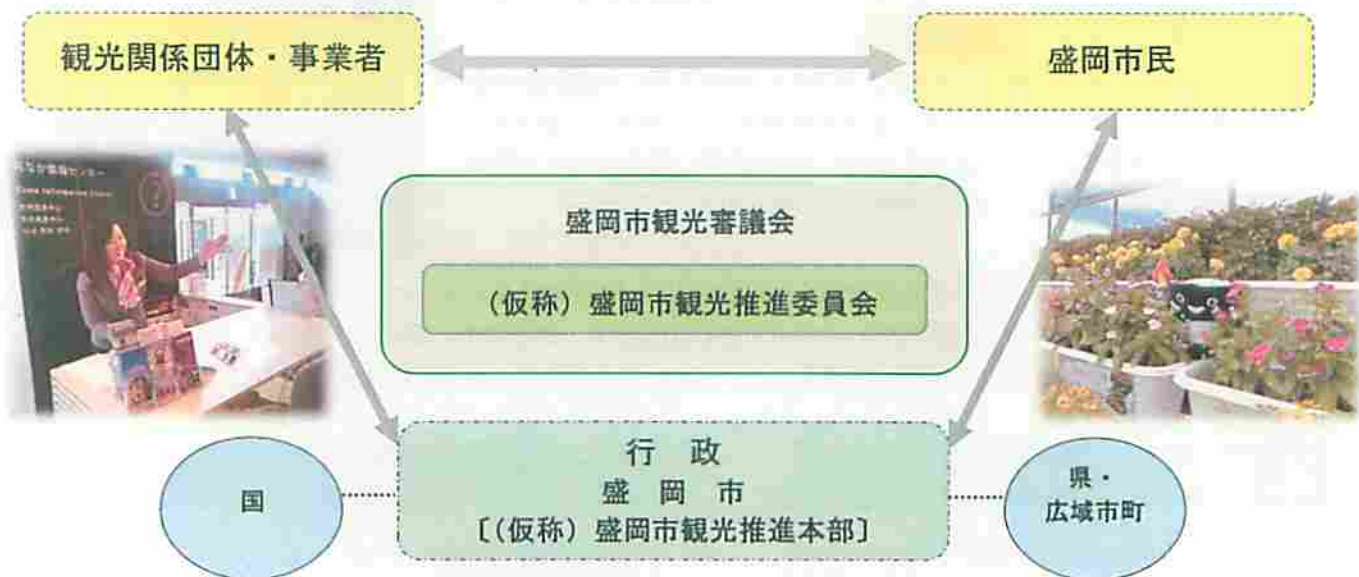 観光関係団体・事業者
盛岡市民
盛岡市観光審議会
(仮称)盛岡市観光推進委員会
行 政
盛 岡 市
〔(仮称)盛岡市観光推進本部〕
国
県・
広域市町